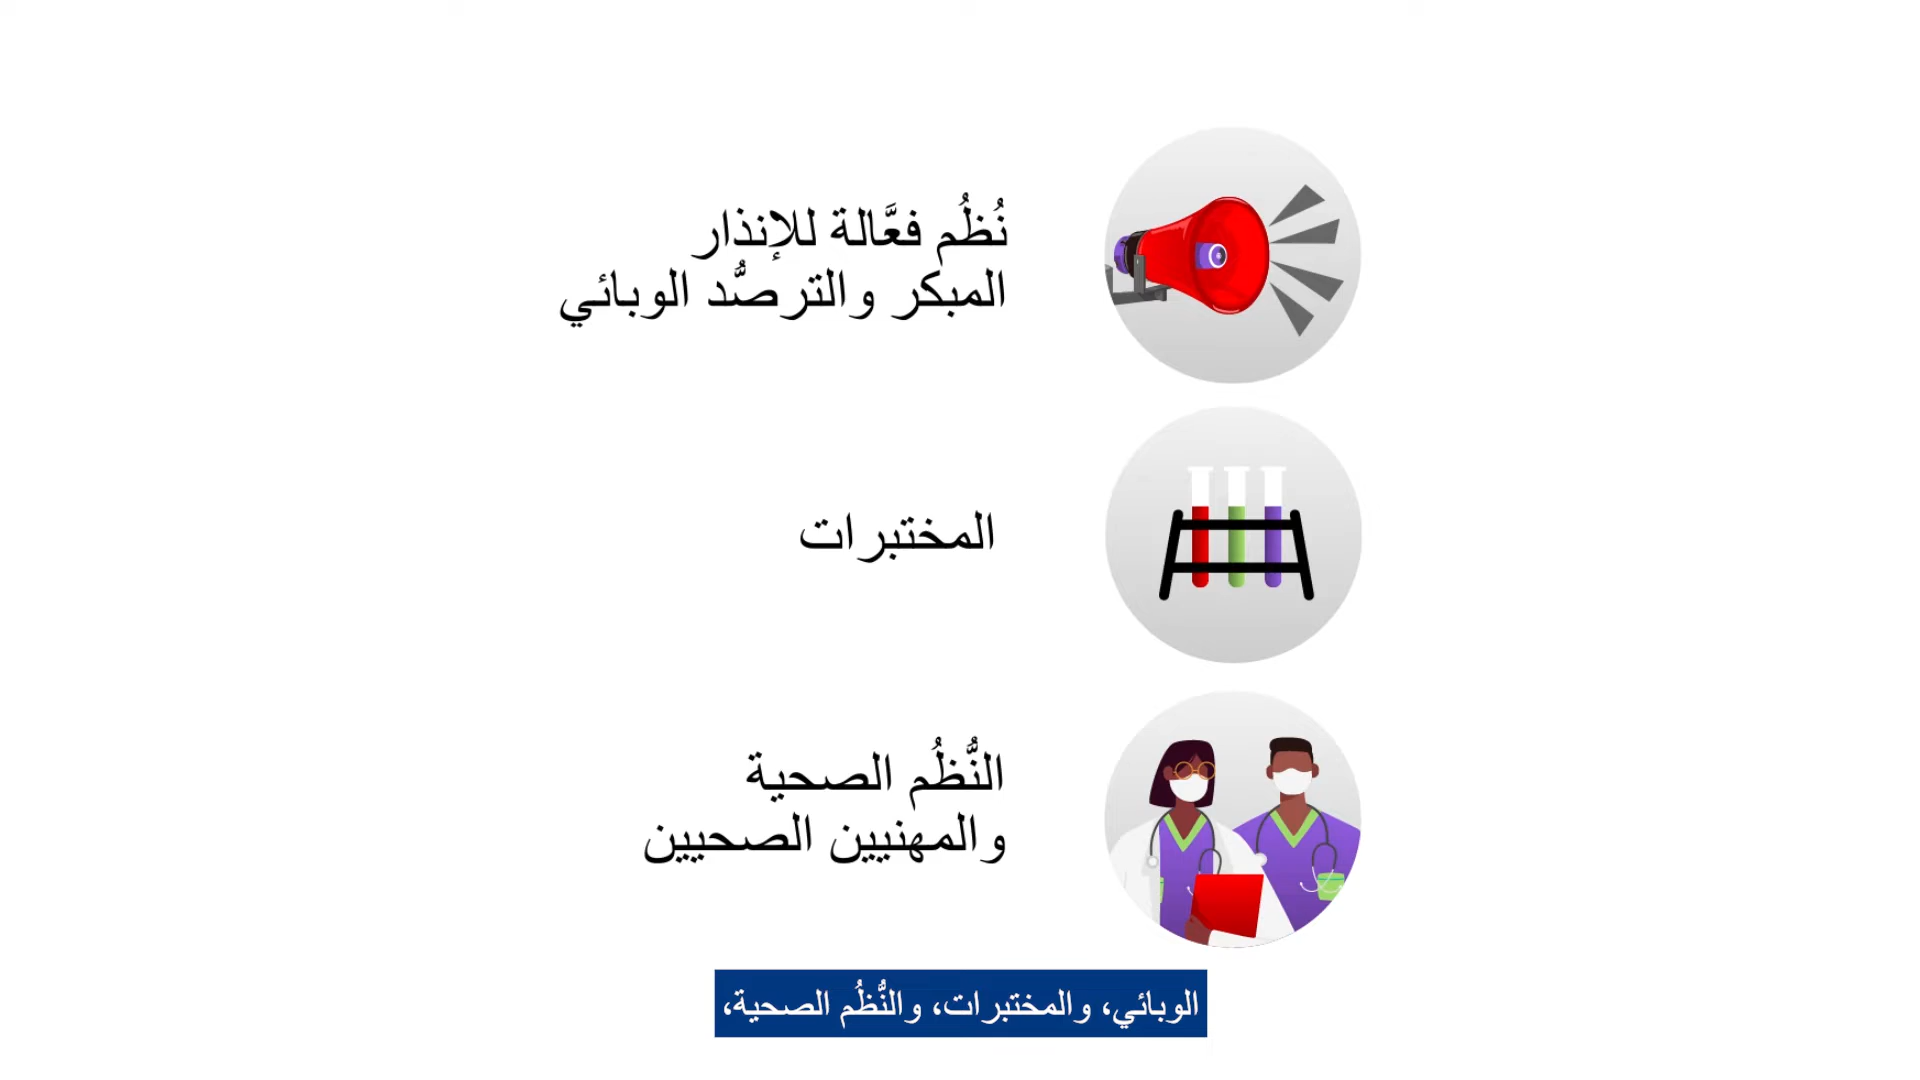 نُظُم فعَّالة للإنذار
المبكر والترصُّد الوبائي
المختبرات
النُّظُم الصحية
والمهنيين الصحيين
الوبائي، والمختبرات، والنُّظُم الصحية،